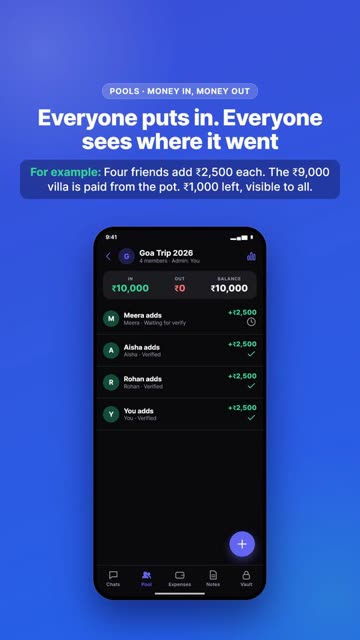 POOLS · MONEY IN, MONEY OUT
Everyone puts in. Everyone
sees where it went
For example: Four friends add ₹2,500 each. The ₹9,000
villa is paid from the pot. ₹1,000 left, visible to all.
9:41
G
Goa Trip 2026
4 members · Admin: You
IN
OUT
BALANCE
₹10,000
₹0
₹10,000
M
Meera adds
+₹2,500
Meera · Waiting for verify
A
Aisha adds
+₹2,500
Aisha · Verified
R
Rohan adds
+₹2,500
Rohan · Verified
Y
You adds
+₹2,500
You · Verified
+
Chats
Pool
Expenses
Notes
Vault